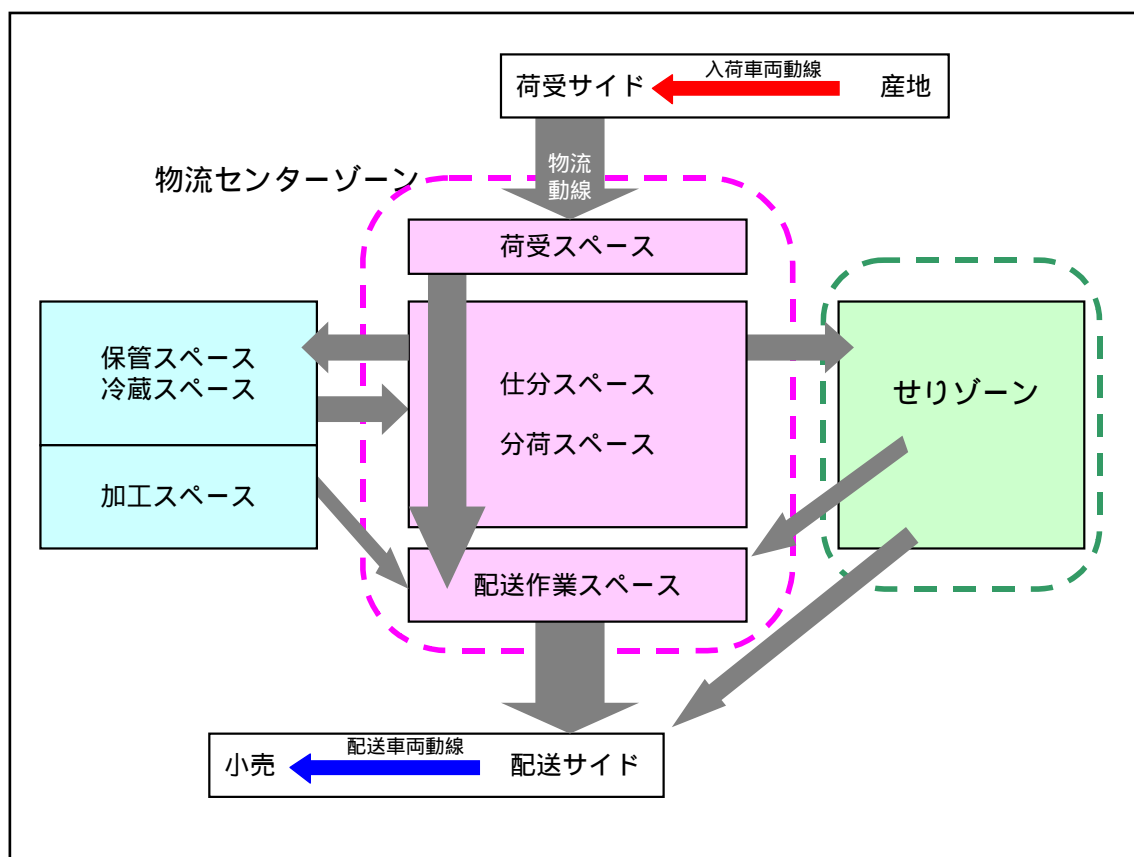 入荷車両動線
荷受サイド
産地
物流
動線
物流センターゾーン
荷受スペース
保管スペース
冷蔵スペース
仕分スペース
せりゾーン
分荷スペース
加工スペース
配送作業スペース
配送車両動線
小売
配送サイド